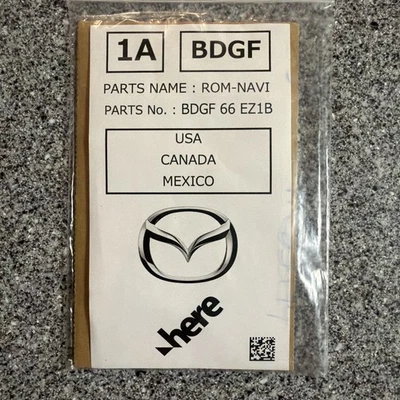 1A BDGF
PARTS NAME : ROM-NAVI
PARTS No. : BDGF 66 EZ1B
USA
CANADA
MEXICO
here